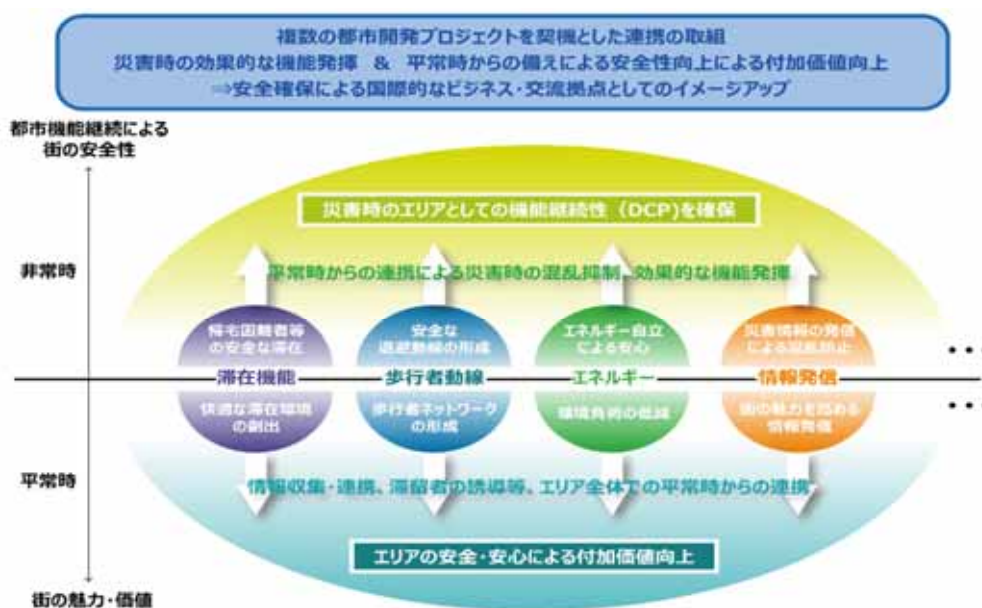 複数の都市開発プロジェクトを契機とした連携の取組
災害時の効果的な機能発揮 & 平常時からの備えによる安全性向上による付加価値向上
⇒安全確保による国際的なビジネス・交流拠点としてのイメージアップ
都市機能継続による
街の安全性
災害時のエリアとしての機能継続性 (DCP)を確保
非常時
平常時からの連携による災害時の混乱抑制、効果的な機能発揮
帰宅困難者等
の安全な滞在
安全な
退避動線の形成
エネルギー自立
による安心
災害情報の発信
による混乱防止
・・・
滞在機能
歩行者動線
エネルギー
情報発信
快適な滞在環境
の創出
歩行者ネットワーク
の形成
環境負荷の低減
街の魅力を高める
情報発信
・・・
平常時
情報収集・連携、滞留者の誘導等、エリア全体での平常時からの連携
エリアの安全・安心による付加価値向上
街の魅力・価値